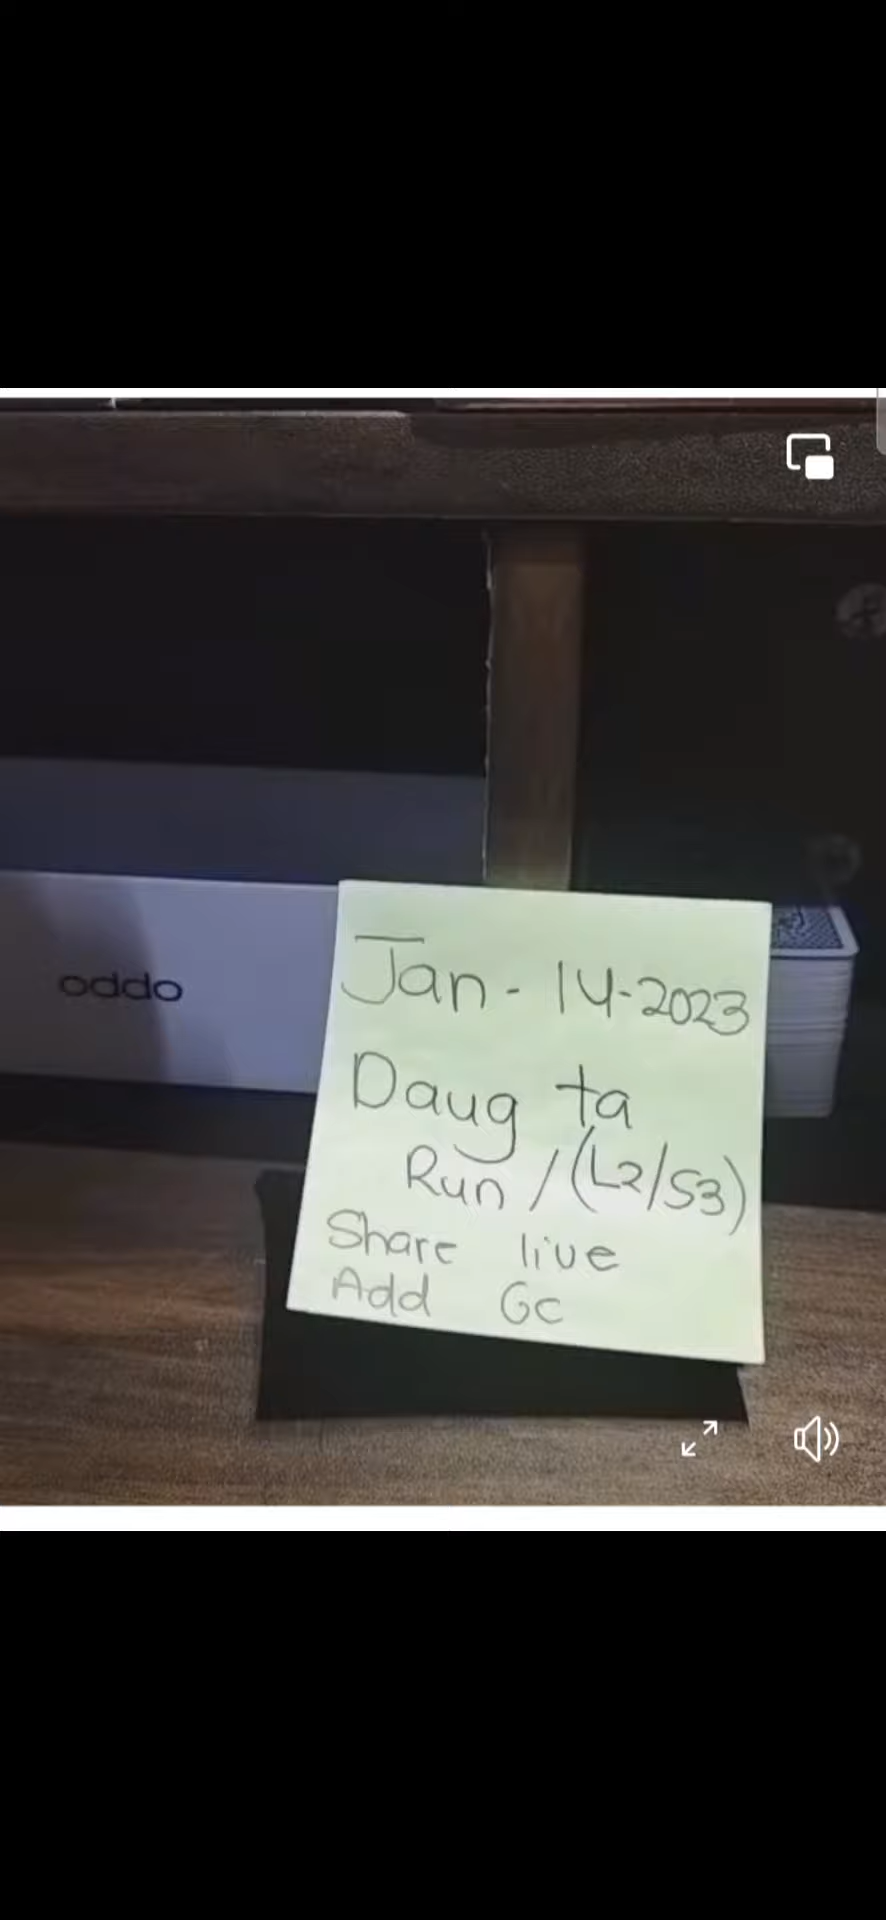 oddo
Jan - 14-2023
Daug ta
Run / (L2/S3)
Share live
Add Gc